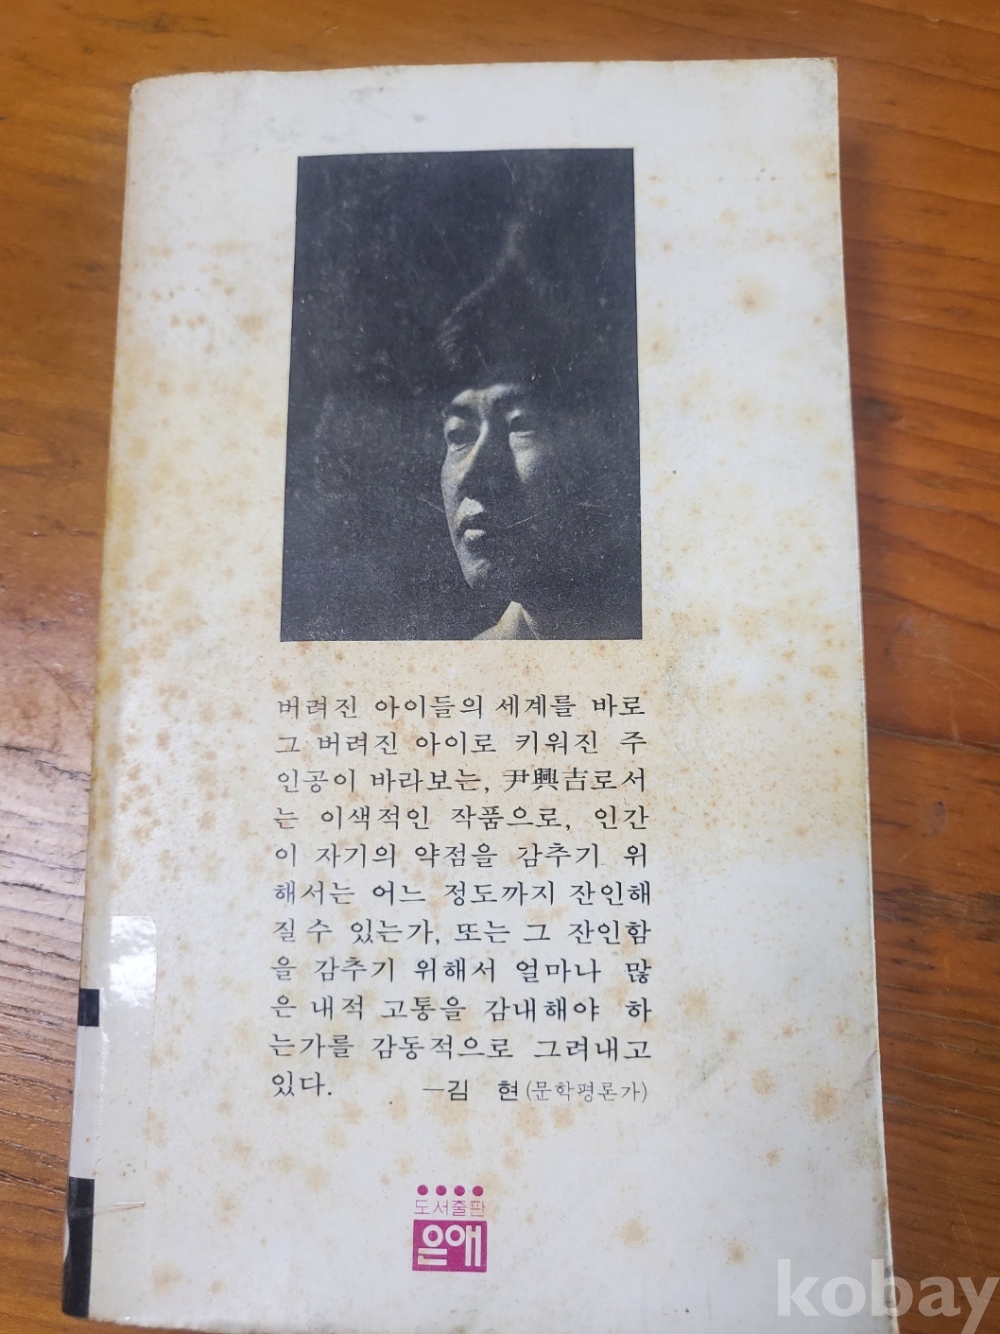 버려진 아이들의 세계를 바로
그 버려진 아이로 키워진 주
인공이 바라보는, 尹興吉로서
는 이색적인 작품으로, 인간
이 자기의 약점을 감추기 위
해서는 어느 정도까지 잔인해
질 수 있는가, 또는 그 잔인함
을 감추기 위해서 얼마나 많
은 내적 고통을 감내해야 하
는가를 감동적으로 그려내고
있다. —김 현(문학평론가)
도서출판
은애
kobay